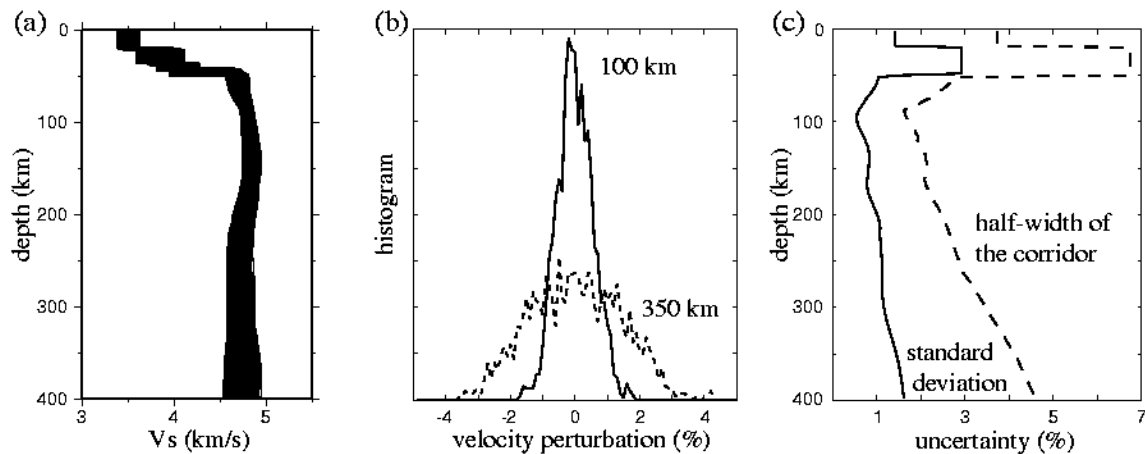 (a)
0
100
200
300
400
depth (km)
3
4
5
Vs (km/s)
(b)
100 km
350 km
histogram
-4
-2
0
2
4
velocity perturbation (%)
(c)
0
100
200
300
400
depth (km)
half-width of
the corridor
standard
deviation
1
3
5
7
uncertainty (%)